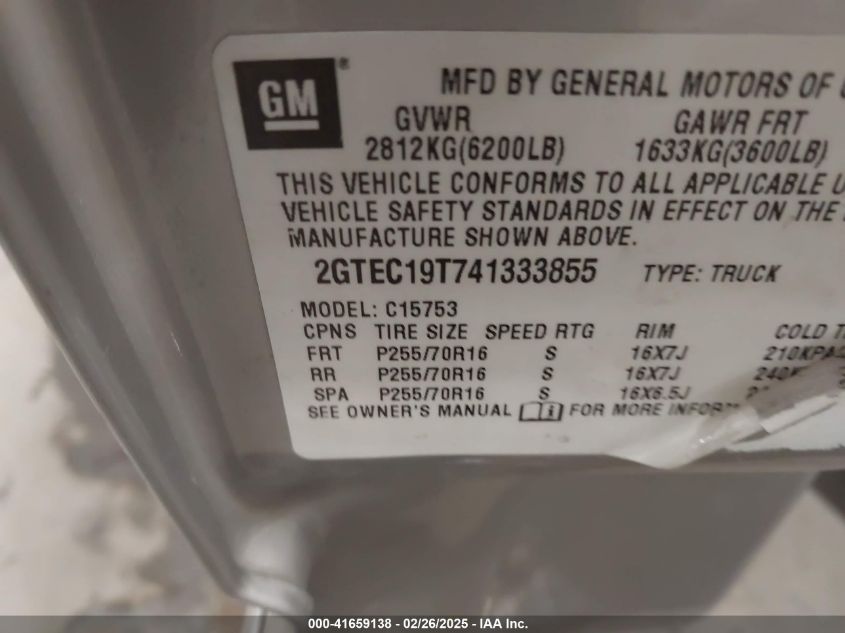 GM®
MFD BY GENERAL MOTORS OF
GVWR GAWR FRT
2812KG(6200LB) 1633KG(3600LB)
THIS VEHICLE CONFORMS TO ALL APPLICABLE
VEHICLE SAFETY STANDARDS IN EFFECT ON THE
MANUFACTURE SHOWN ABOVE.
2GTEC19T741333855 TYPE: TRUCK
MODEL: C15753
CPNS TIRE SIZE SPEED RTG RIM COLD
FRT P255/70R16 S 16X7J 210KPA
RR P255/70R16 S 16X7J
SPA P255/70R16 S 16X6.5J
SEE OWNER'S MANUAL i FOR MORE
000-41659138 - 02/26/2025 - IAA Inc.